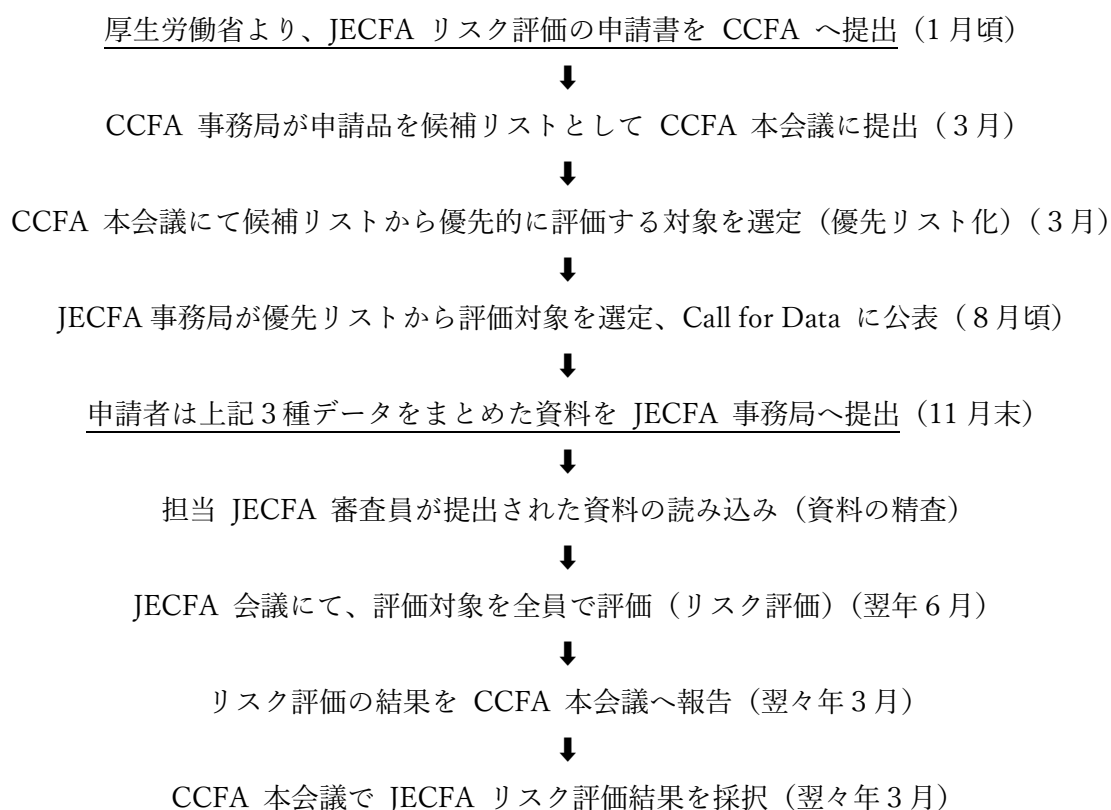 厚生労働省より、JECFA リスク評価の申請書を CCFA へ提出（1月頃）
⬇
CCFA 事務局が申請品を候補リストとして CCFA 本会議に提出（３月）
⬇
CCFA 本会議にて候補リストから優先的に評価する対象を選定（優先リスト化）（３月）
⬇
JECFA 事務局が優先リストから評価対象を選定、Call for Data に公表（８月頃）
⬇
申請者は上記３種データをまとめた資料を JECFA 事務局へ提出（11月末）
⬇
担当 JECFA 審査員が提出された資料の読み込み（資料の精査）
⬇
JECFA 会議にて、評価対象を全員で評価（リスク評価）（翌年６月）
⬇
リスク評価の結果を CCFA 本会議へ報告（翌々年３月）
⬇
CCFA 本会議で JECFA リスク評価結果を採択（翌々年３月）